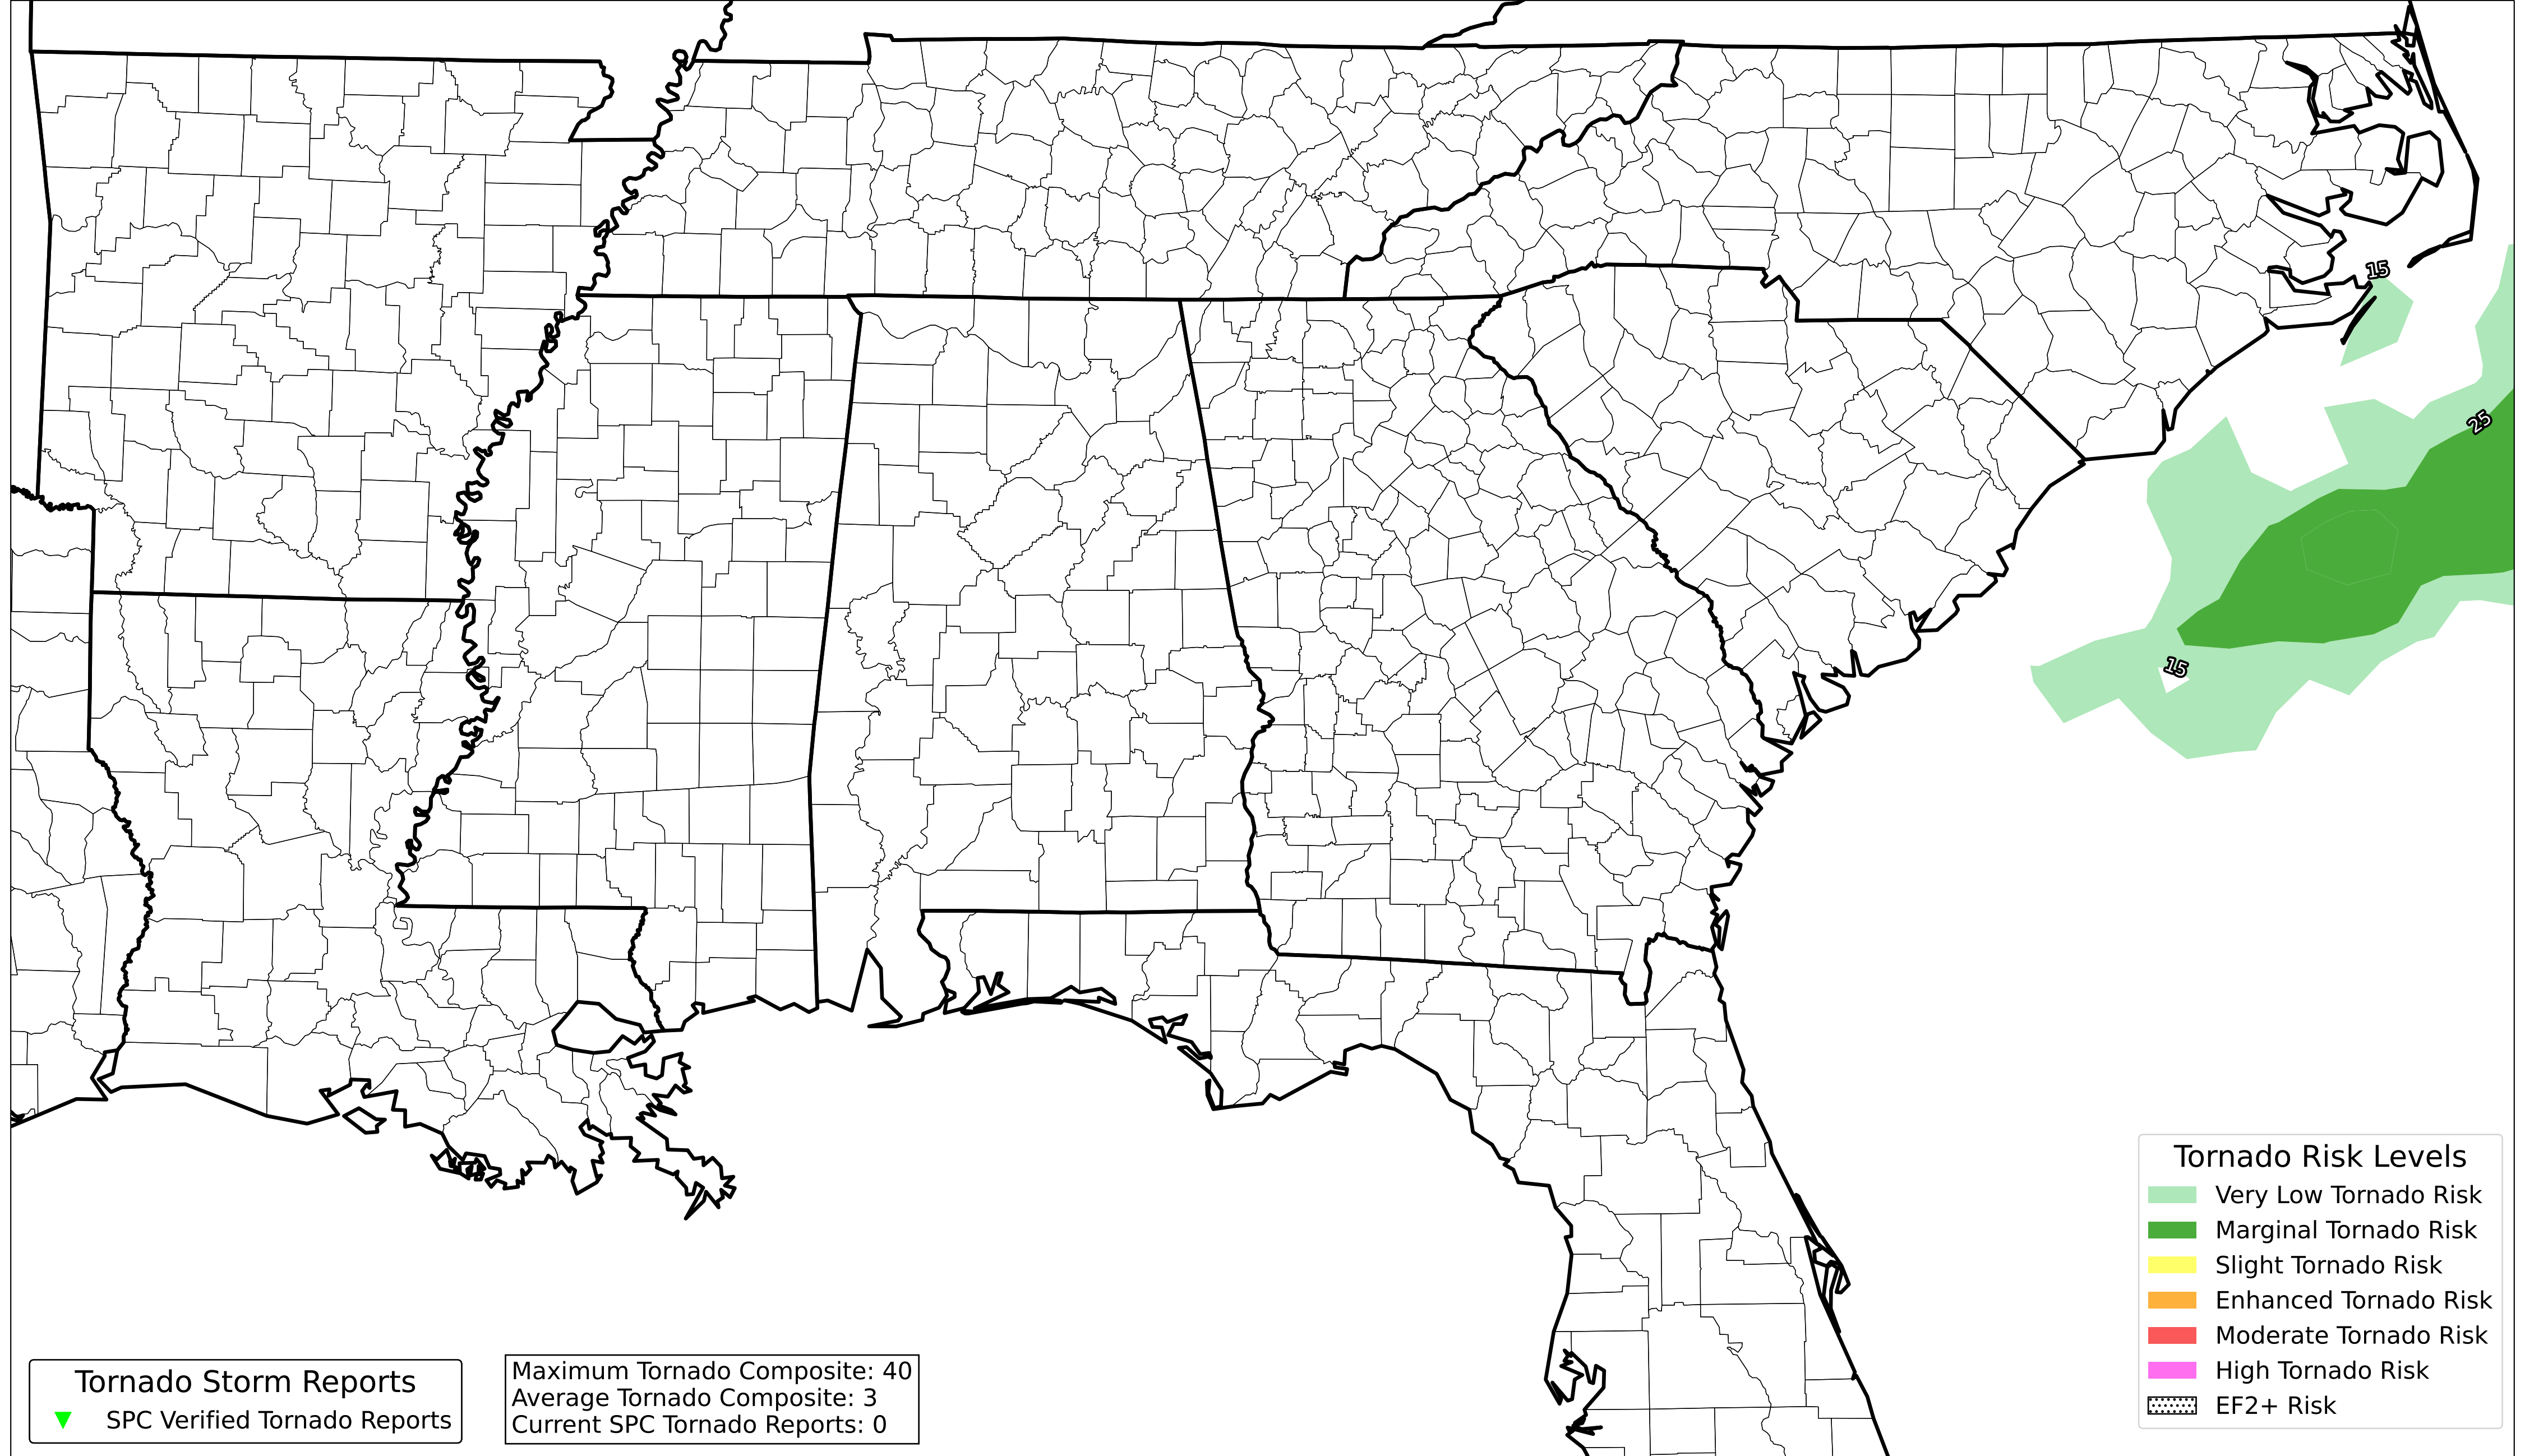 15
25
15
Tornado Risk Levels
Very Low Tornado Risk
Marginal Tornado Risk
Slight Tornado Risk
Enhanced Tornado Risk
Moderate Tornado Risk
High Tornado Risk
EF2+ Risk
Tornado Storm Reports
SPC Verified Tornado Reports
Maximum Tornado Composite: 40
Average Tornado Composite: 3
Current SPC Tornado Reports: 0